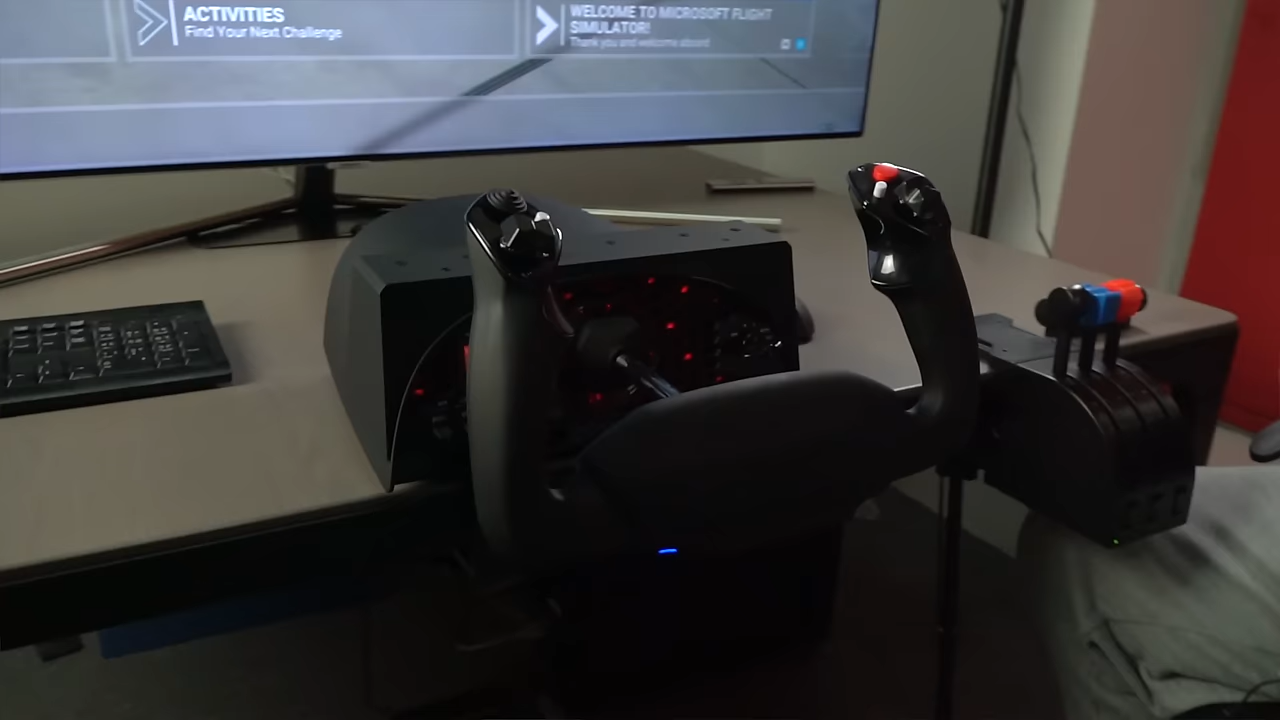 ACTIVITIES
Find Your Next Challenge
WELCOME TO MICROSOFT FLIGHT
SIMULATOR!
Thank you and welcome aboard